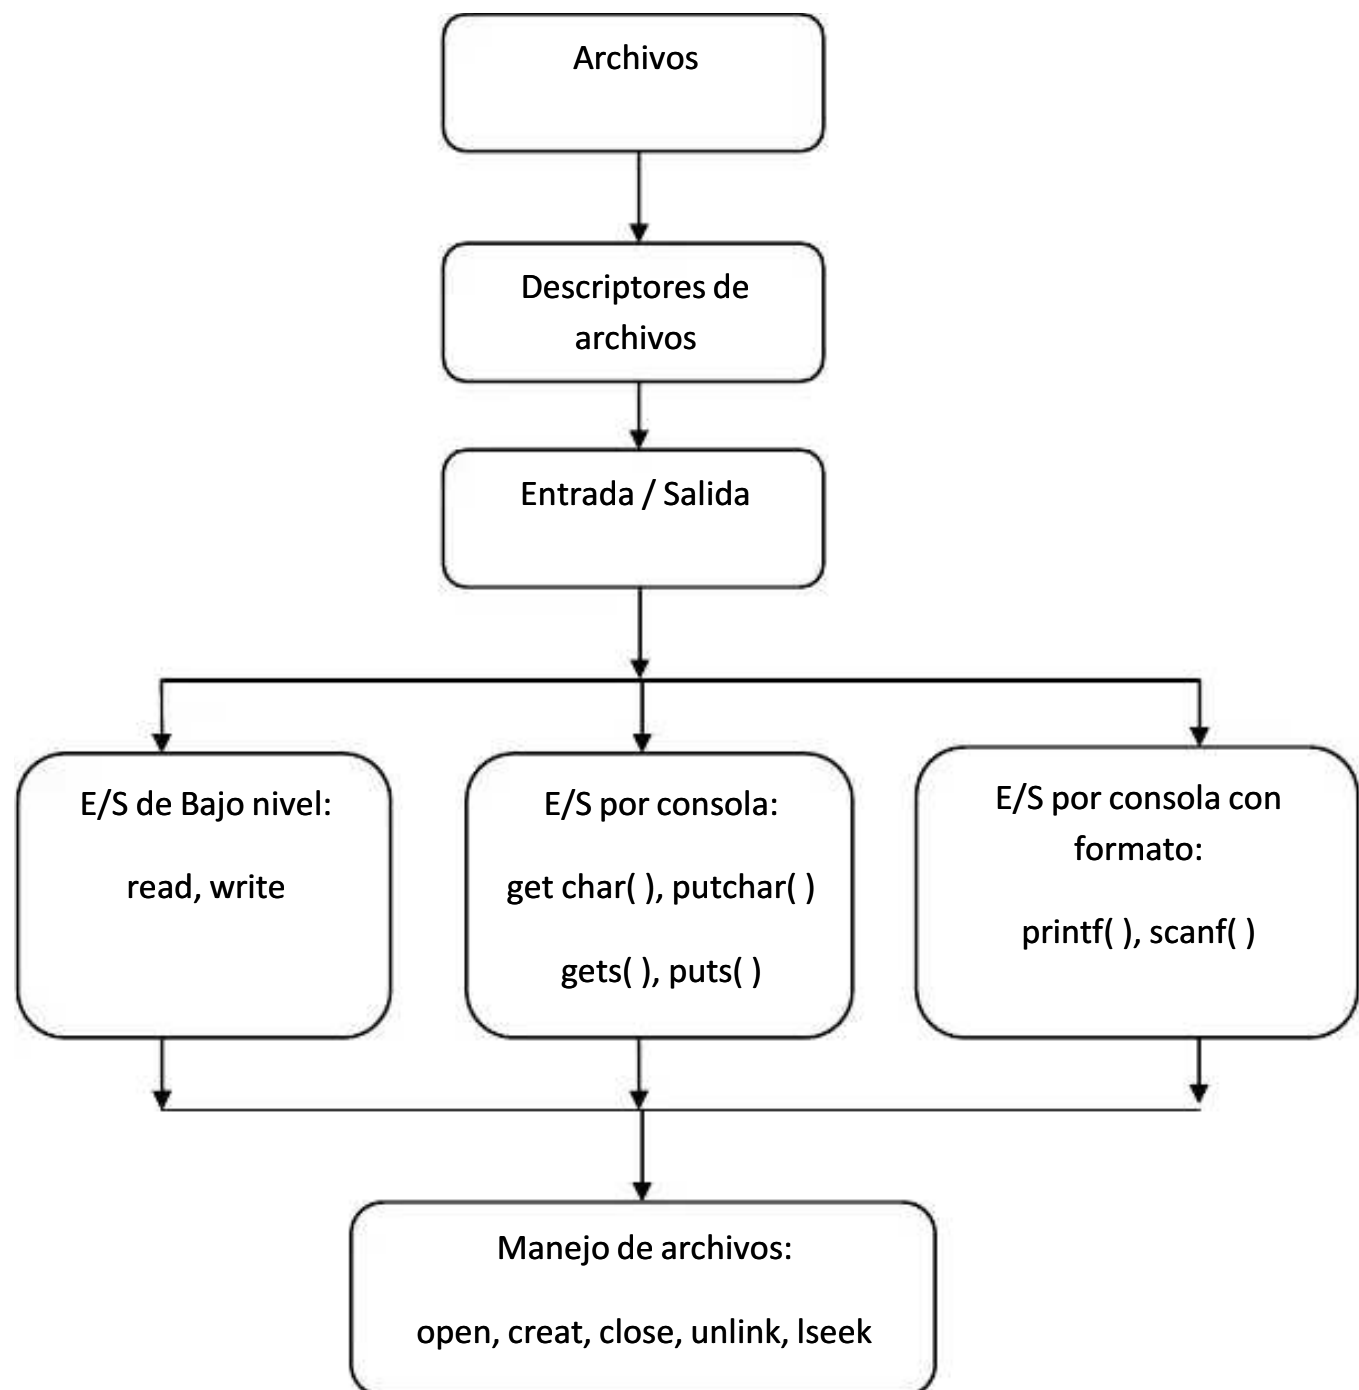 Archivos
Descriptores de
archivos
Entrada / Salida
E/S de Bajo nivel:
read, write
E/S por consola:
get char( ), putchar( )
gets( ), puts( )
E/S por consola con
formato:
printf( ), scanf( )
Manejo de archivos:
open, creat, close, unlink, lseek